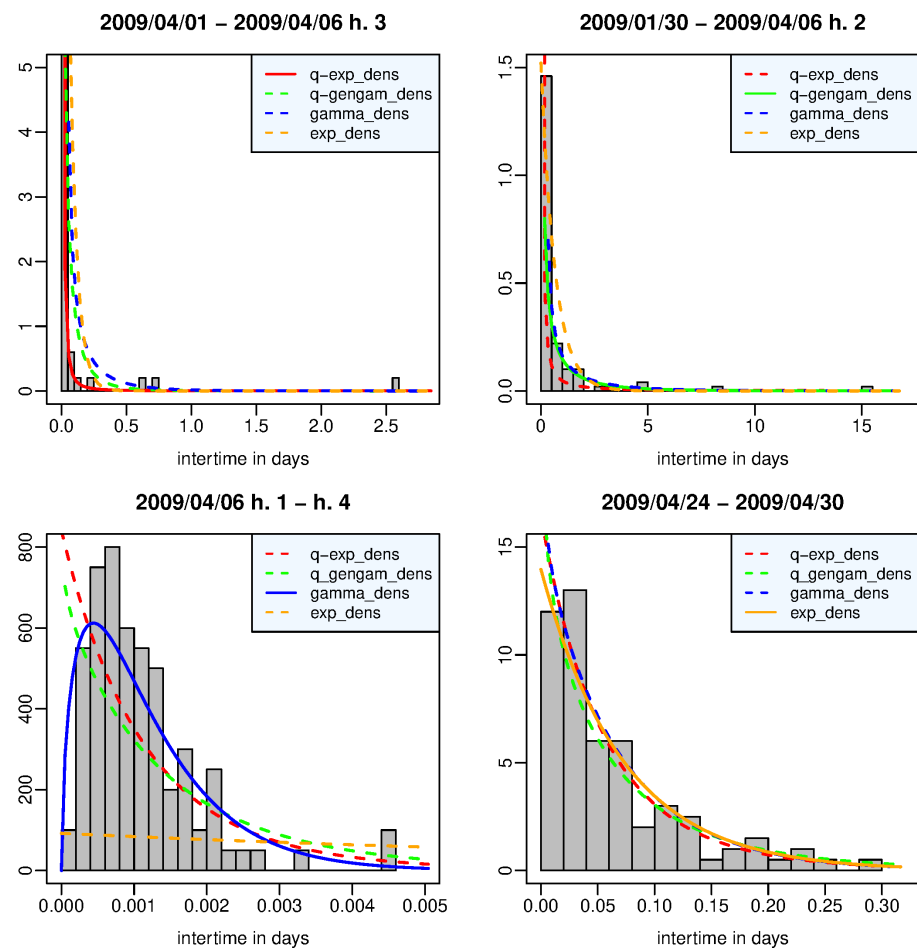 2009/04/01 − 2009/04/06 h. 3
q−exp_dens
q−gengam_dens
gamma_dens
exp_dens
5
4
3
2
1
0
0.0 0.5 1.0 1.5 2.0 2.5
intertime in days
2009/01/30 − 2009/04/06 h. 2
q−exp_dens
q−gengam_dens
gamma_dens
exp_dens
1.5
1.0
0.5
0.0
0 5 10 15
intertime in days
2009/04/06 h. 1 − h. 4
q−exp_dens
q_gengam_dens
gamma_dens
exp_dens
800
600
400
200
0
0.000 0.001 0.002 0.003 0.004 0.005
intertime in days
2009/04/24 − 2009/04/30
q−exp_dens
q_gengam_dens
gamma_dens
exp_dens
15
10
5
0
0.00 0.05 0.10 0.15 0.20 0.25 0.30
intertime in days